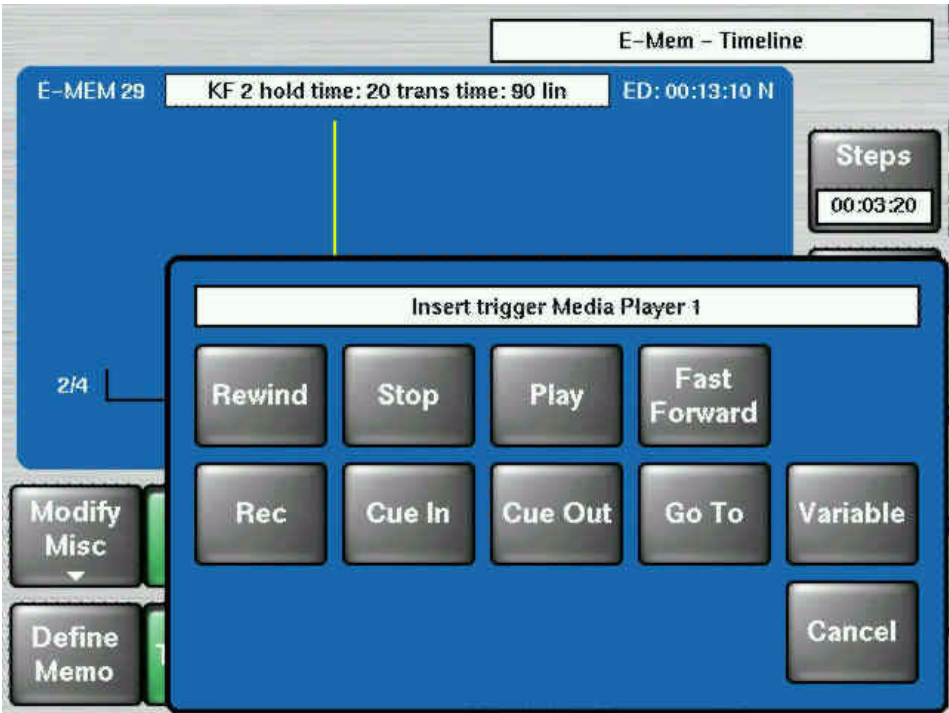 E-Mem - Timeline
E-MEM 29 KF 2 hold time: 20 trans time: 90 lin ED: 00:13:10 N
Steps
00:03:20
Insert trigger Media Player 1
2/4
Rewind Stop Play Fast Forward
Rec Cue In Cue Out Go To Variable
Modify
Misc
Cancel
Define
Memo